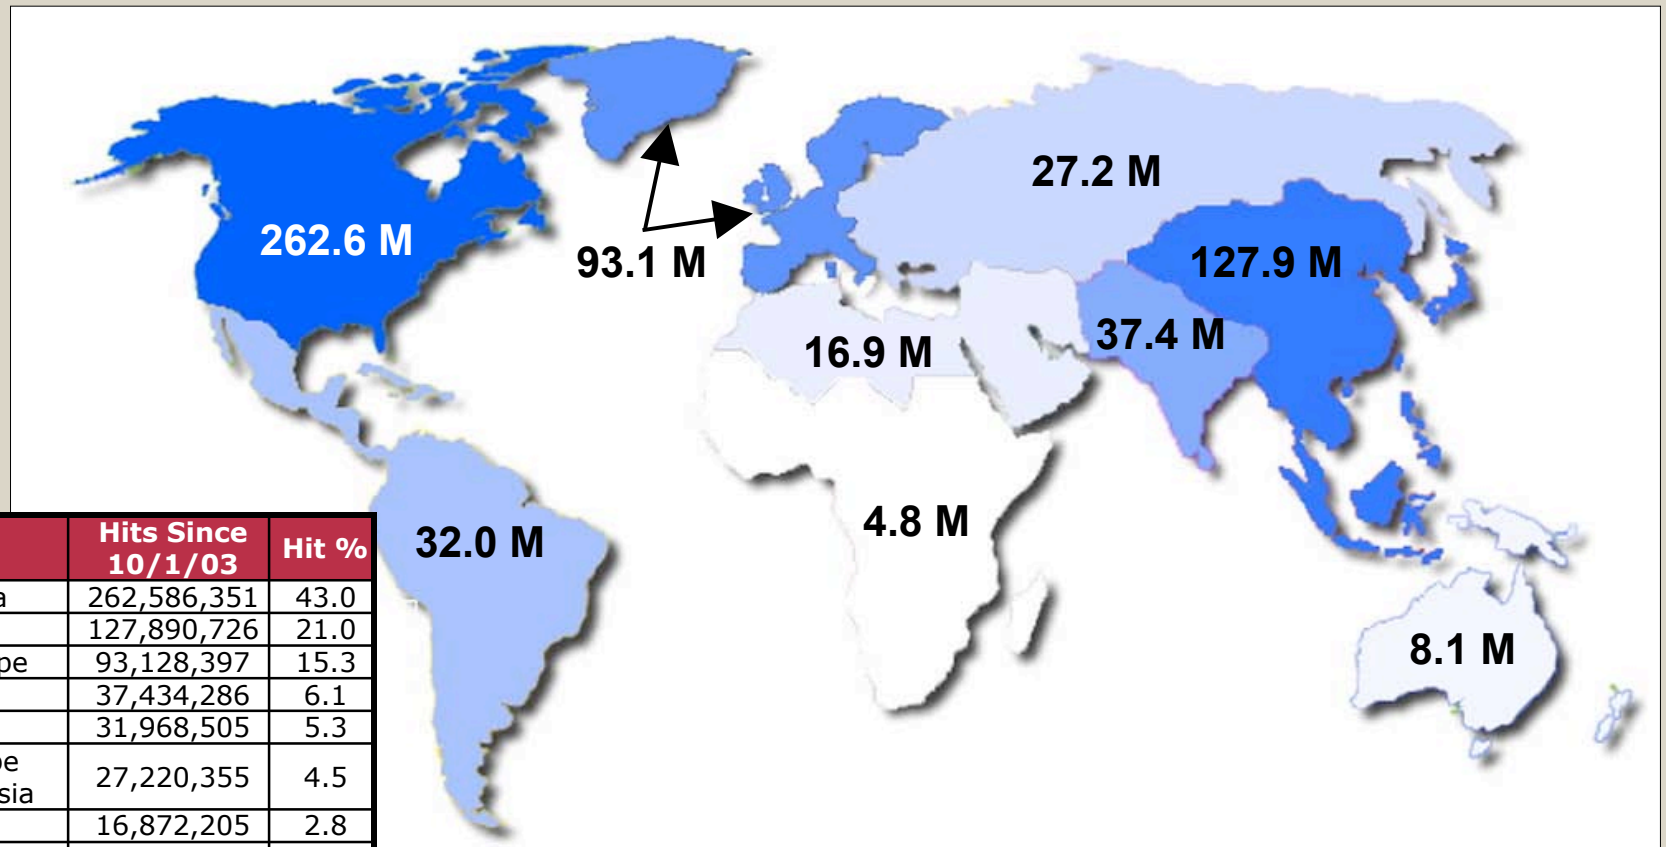 262.6 M
93.1 M
27.2 M
127.9 M
37.4 M
16.9 M
4.8 M
32.0 M
8.1 M
Hits Since 10/1/03 Hit %
262,586,351 43.0
127,890,726 21.0
93,128,397 15.3
37,434,286 6.1
31,968,505 5.3
27,220,355 4.5
16,872,205 2.8